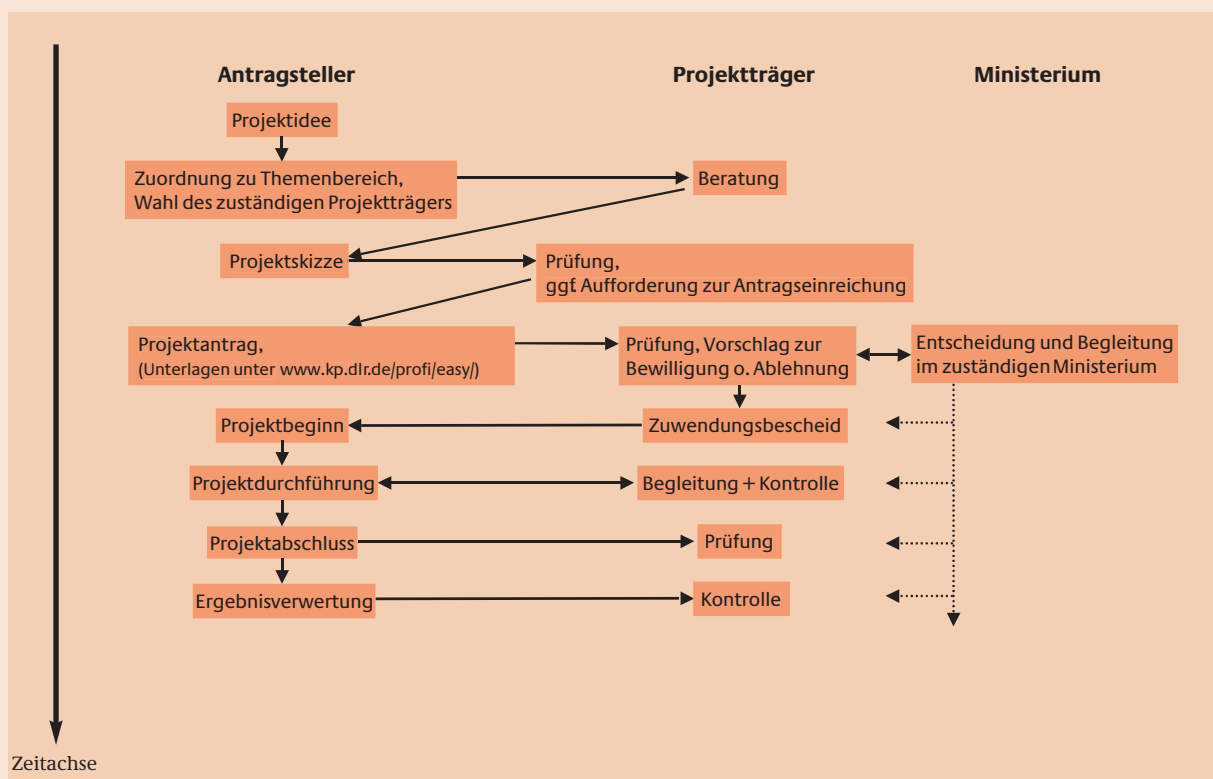 Antragsteller
Projektträger
Ministerium
Projektidee
Zuordnung zu Themenbereich,
Wahl des zuständigen Projektträgers
Beratung
Projektskizze
Prüfung,
ggf. Aufforderung zur Antragseinreichung
Projektantrag,
(Unterlagen unter www.kp.dlr.de/profi/easy/)
Prüfung, Vorschlag zur
Bewilligung o. Ablehnung
Entscheidung und Begleitung
im zuständigen Ministerium
Projektbeginn
Zuwendungsbescheid
Projektdurchführung
Begleitung + Kontrolle
Projektabschluss
Prüfung
Ergebnisverwertung
Kontrolle
Zeitachse